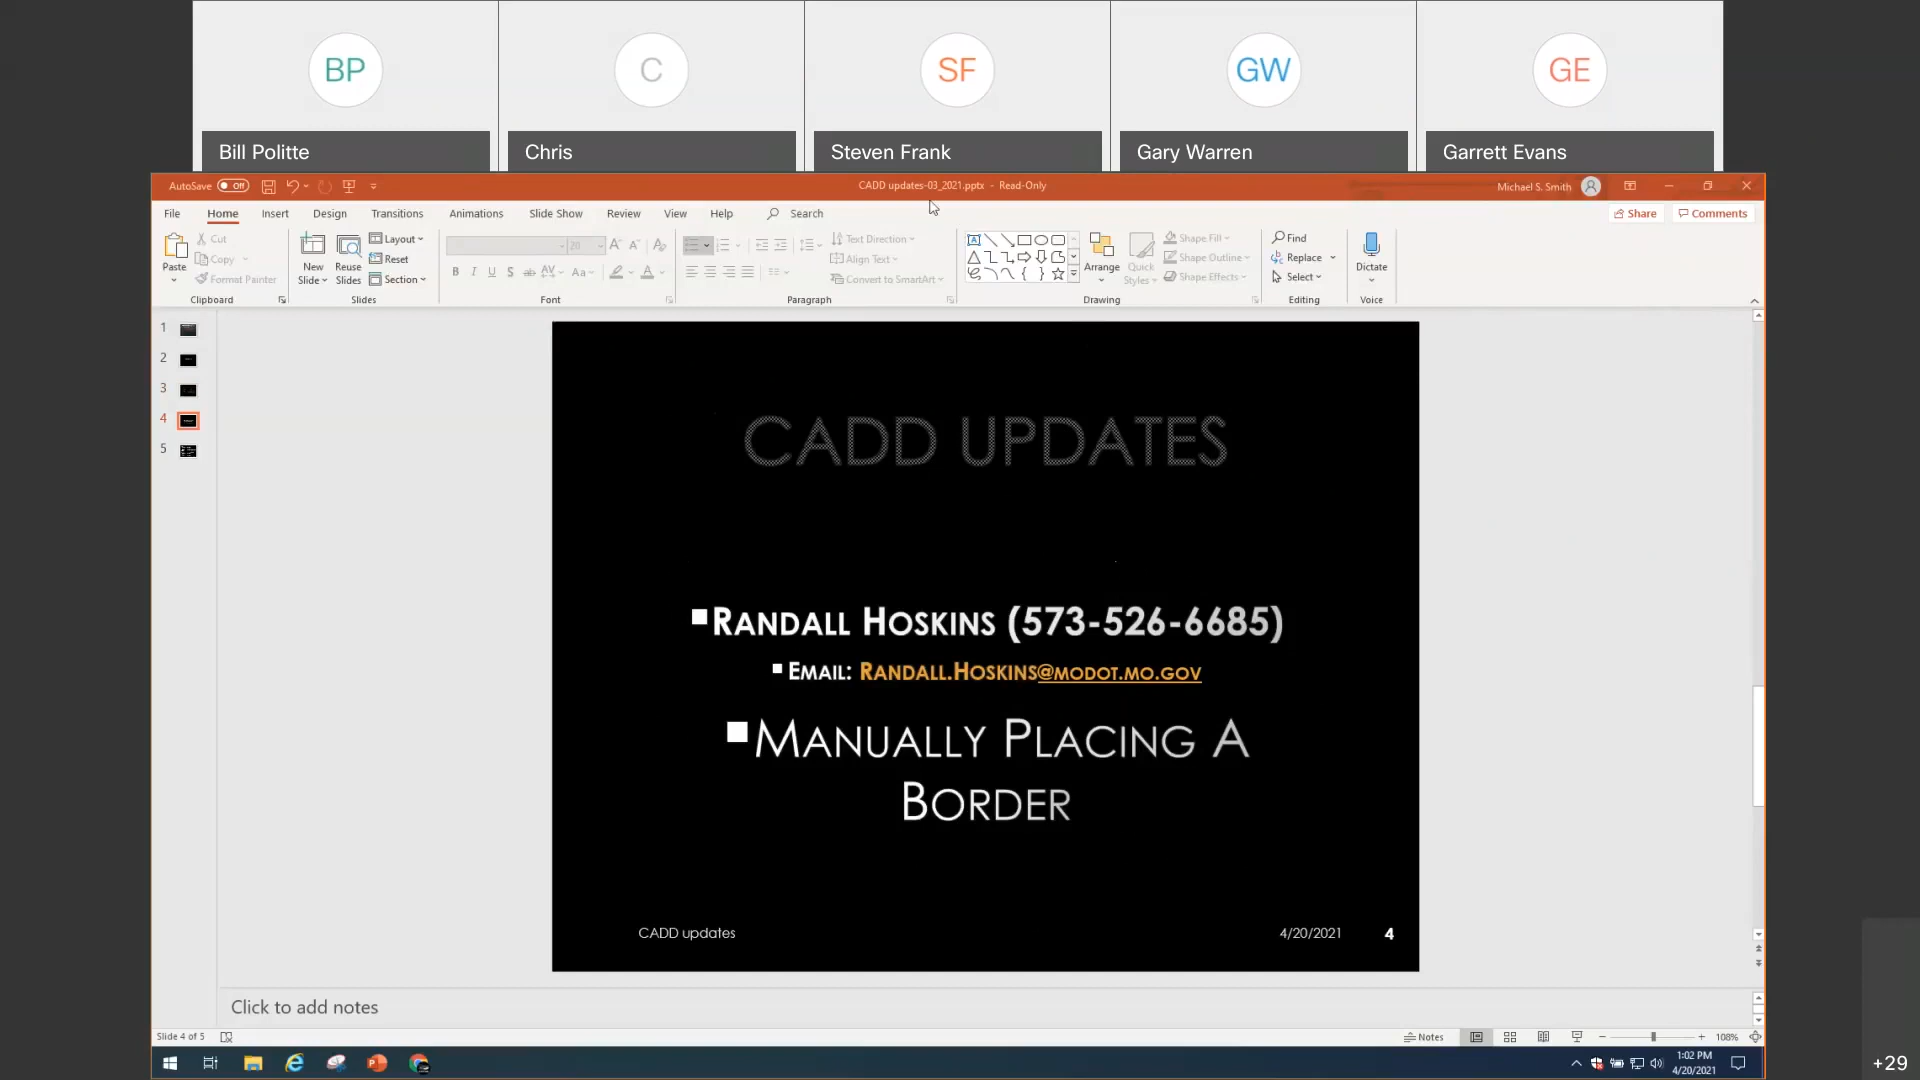 BP
C
SF
GW
GE
Bill Politte
Chris
Steven Frank
Gary Warren
Garrett Evans
AutoSave Off
CADD updates-03_2021.pptx - Read-Only
Michael S. Smith
File Home Insert Design Transitions Animations Slide Show Review View Help Search
Share Comments
Paste
Cut
Copy
Format Painter
Clipboard
New
Slide
Reuse
Slides
Layout
Reset
Section
Slides
20
B I U S ab AV Aa A
Font
Text Direction
Align Text
Convert to SmartArt
Paragraph
Arrange
Quick
Styles
Shape Fill
Shape Outline
Shape Effects
Drawing
Find
Replace
Select
Editing
Dictate
Voice
1
2
3
4
5
CADD UPDATES
▪RANDALL HOSKINS (573-526-6685)
▪EMAIL: RANDALL.HOSKINS@MODOT.MO.GOV
▪MANUALLY PLACING A
BORDER
CADD updates
4/20/2021
4
Click to add notes
Slide 4 of 5
Notes
108%
1:02 PM
4/20/2021
+29